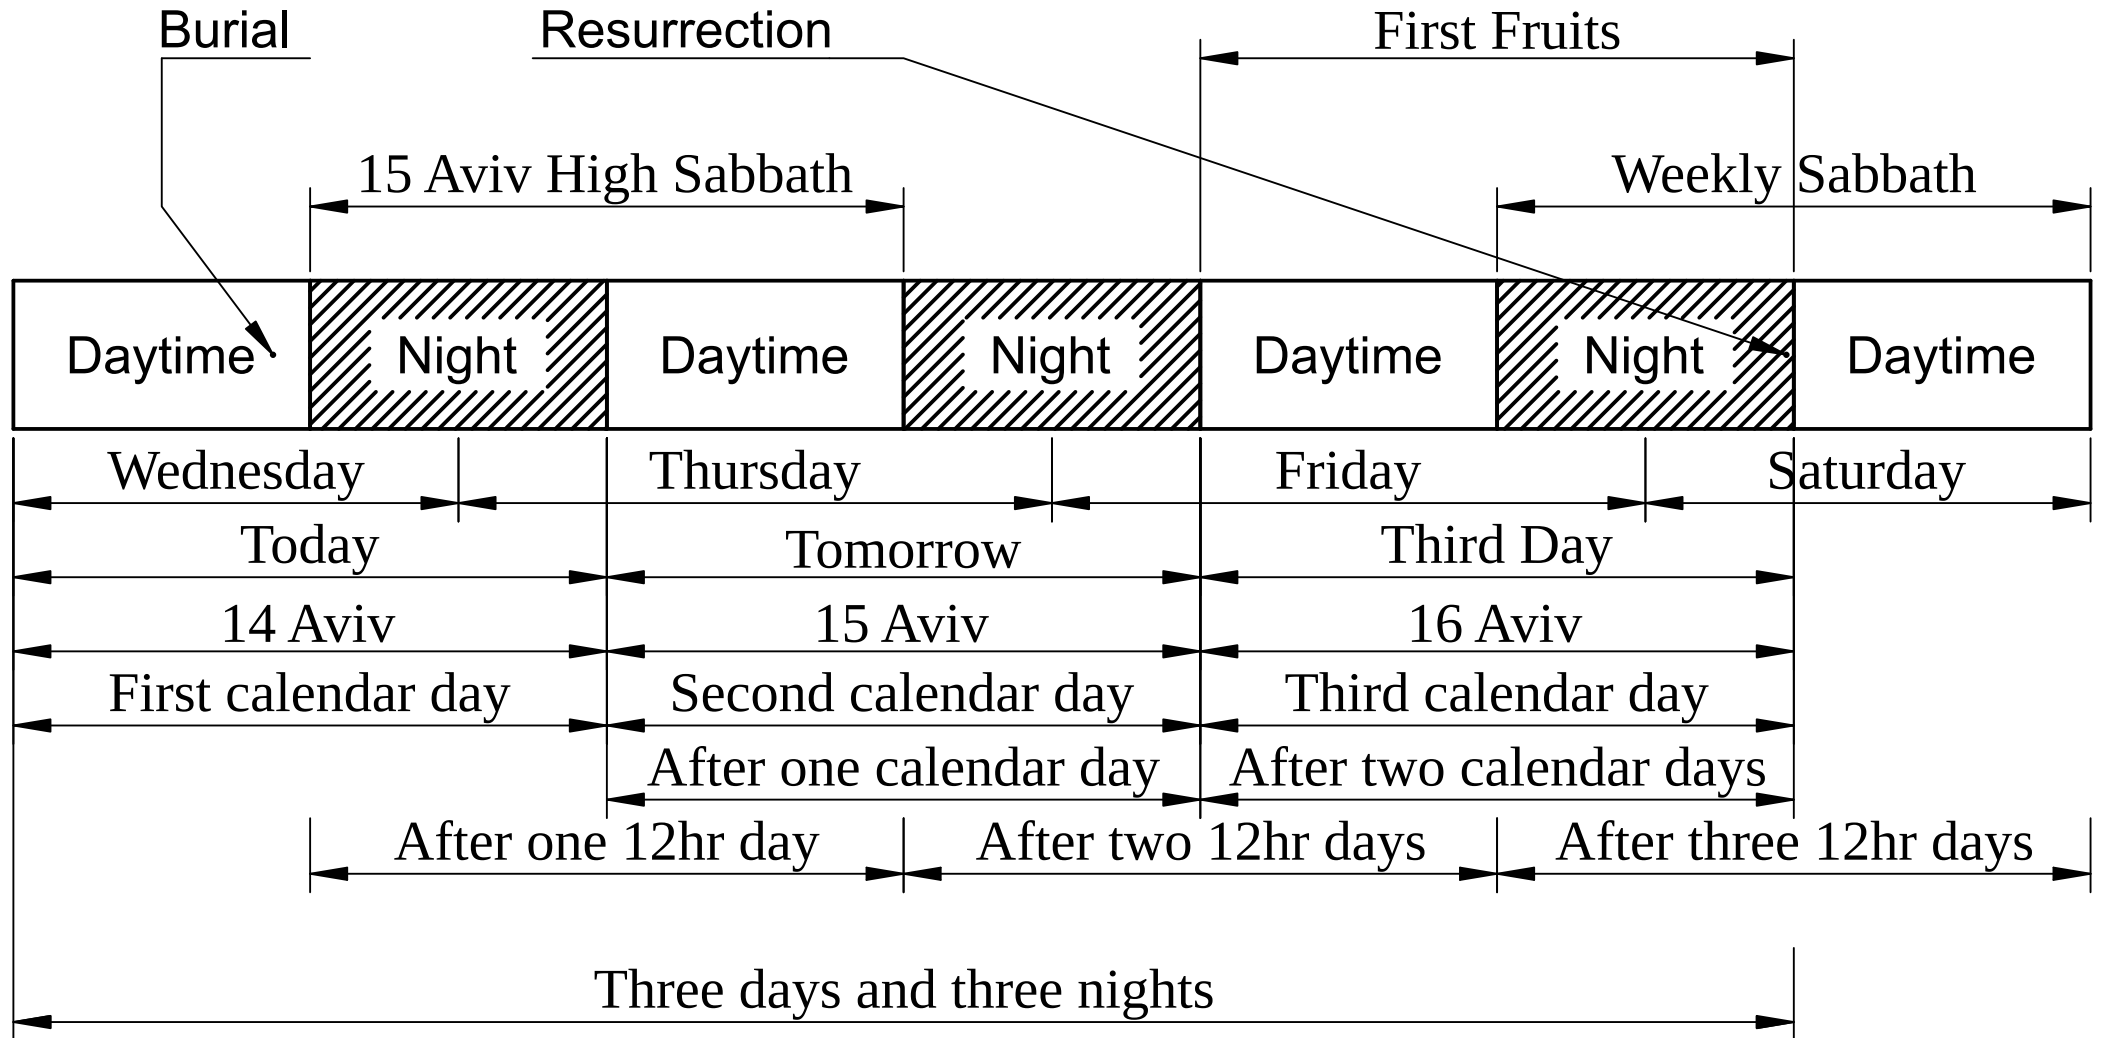 Burial Resurrection First Fruits
15 Aviv High Sabbath Weekly Sabbath
Daytime Night Daytime Night Daytime Night Daytime
Wednesday Thursday Friday Saturday
Today Tomorrow Third Day
14 Aviv 15 Aviv 16 Aviv
First calendar day Second calendar day Third calendar day
After one calendar day After two calendar days
After one 12hr day After two 12hr days After three 12hr days
Three days and three nights